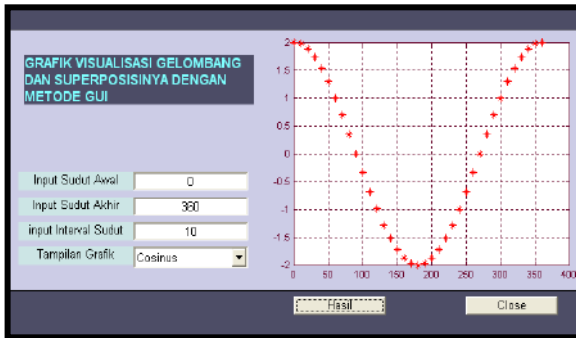 GRAFIK VISUALISASI GELOMBANG
DAN SUPERPOSISINYA DENGAN
METODE GUI
Input Sudut Awal
0
Input Sudut Akhir
360
input Interval Sudut
10
Tampilan Grafik
Cosinus
2
1.5
1
0.5
0
-0.5
-1
-1.5
-2
0 50 100 150 200 250 300 350 400
Hasil
Close